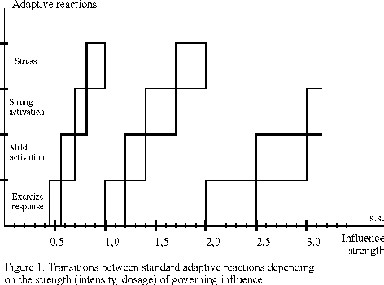 Adaptive reactions
Stress
Strong
activation
Mild
activation
Exercise
response
s.s.
0,5 1,0 1,5 2,0 2,5 3,0
Influence
strength
Figure 1. Transitions between standard adaptive reactions depending
on the strength (intensity, dosage) of governing influence